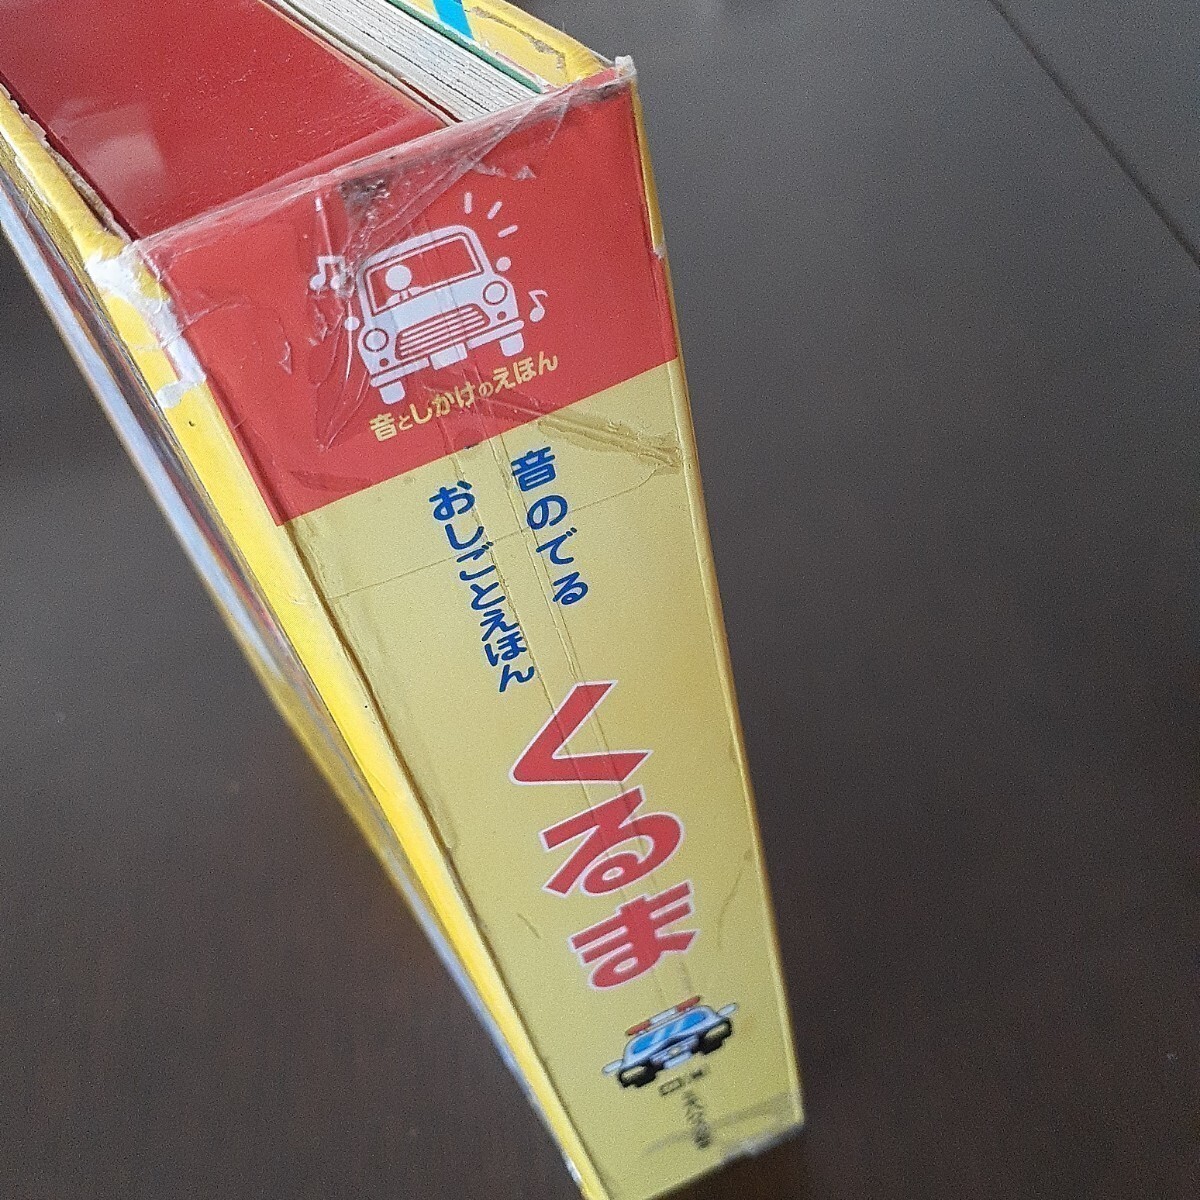 音としかけのえほん
音のでる
おしごとえほん
くるま